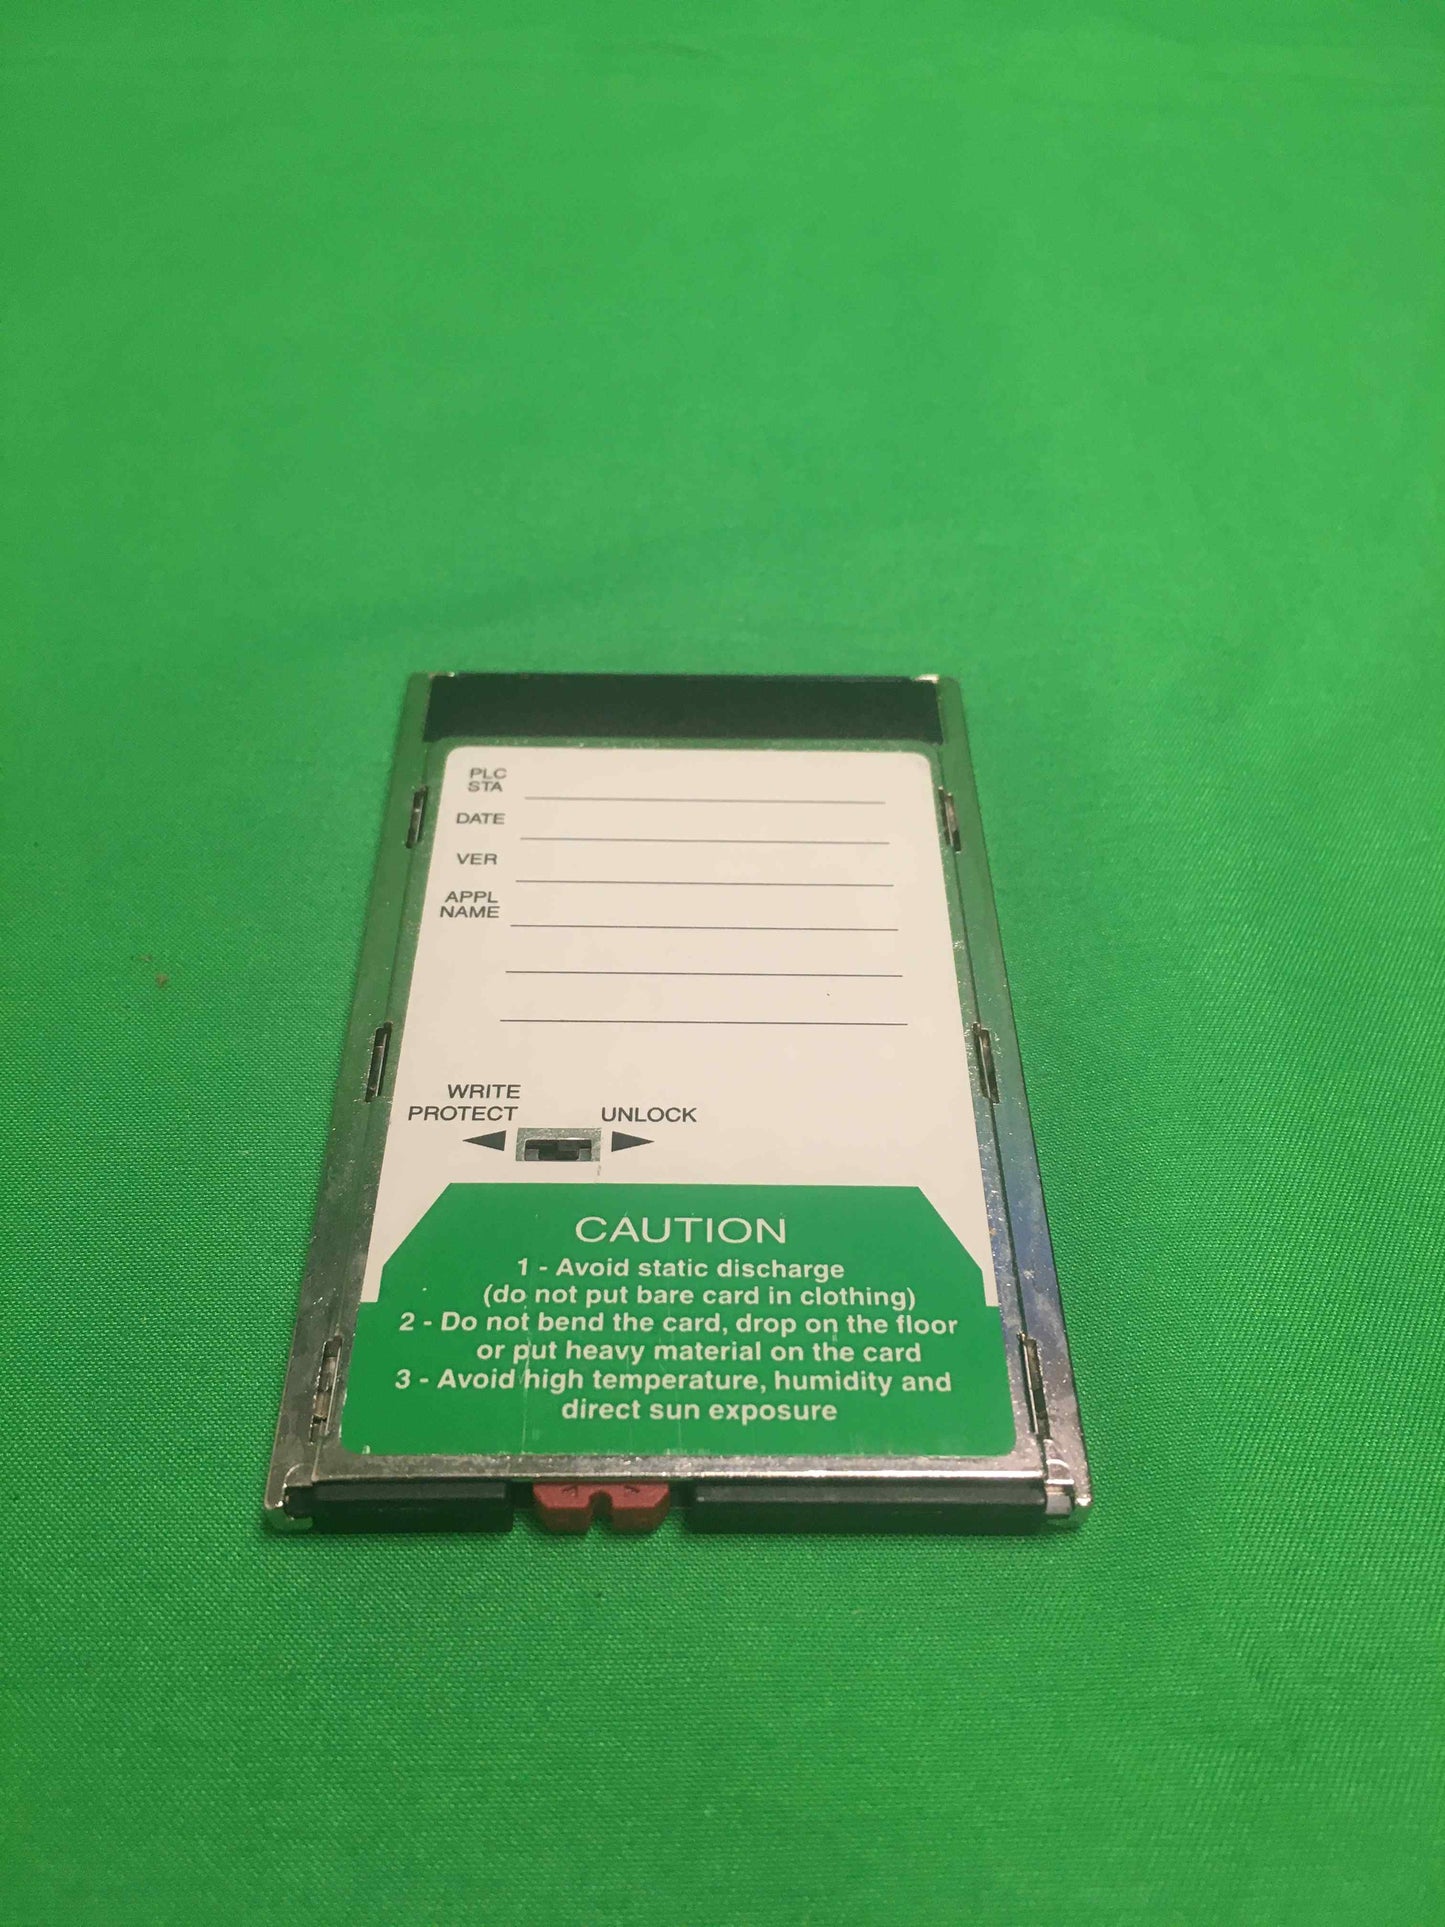 PLC
STA
DATE
VER
APPL
NAME
WRITE
PROTECT UNLOCK
CAUTION
1 - Avoid static discharge
(do not put bare card in clothing)
2 - Do not bend the card, drop on the floor
or put heavy material on the card
3 - Avoid high temperature, humidity and
direct sun exposure